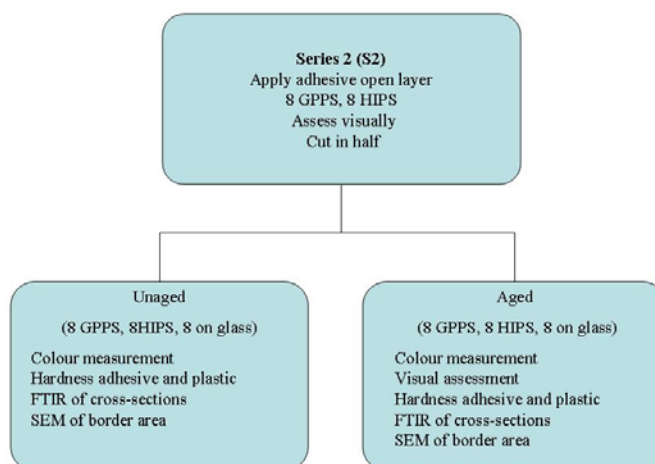 Series 2 (S2)
Apply adhesive open layer
8 GPPS, 8 HIPS
Assess visually
Cut in half
Unaged
(8 GPPS, 8HIPS, 8 on glass)
Colour measurement
Hardness adhesive and plastic
FTIR of cross-sections
SEM of border area
Aged
(8 GPPS, 8 HIPS, 8 on glass)
Colour measurement
Visual assessment
Hardness adhesive and plastic
FTIR of cross-sections
SEM of border area